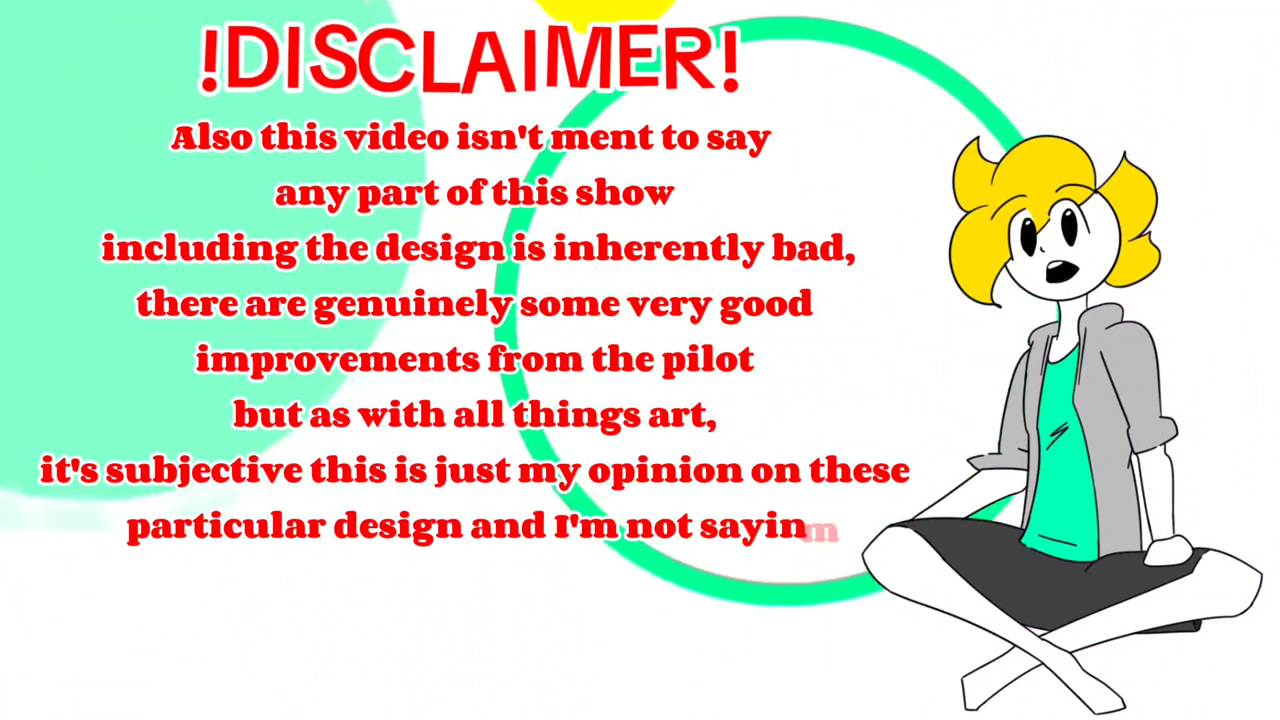 !DISCLAIMER!
Also this video isn't ment to say
any part of this show
including the design is inherently bad,
there are genuinely some very good
improvements from the pilot
but as with all things art,
it's subjective this is just my opinion on these
particular design and I'm not sayin